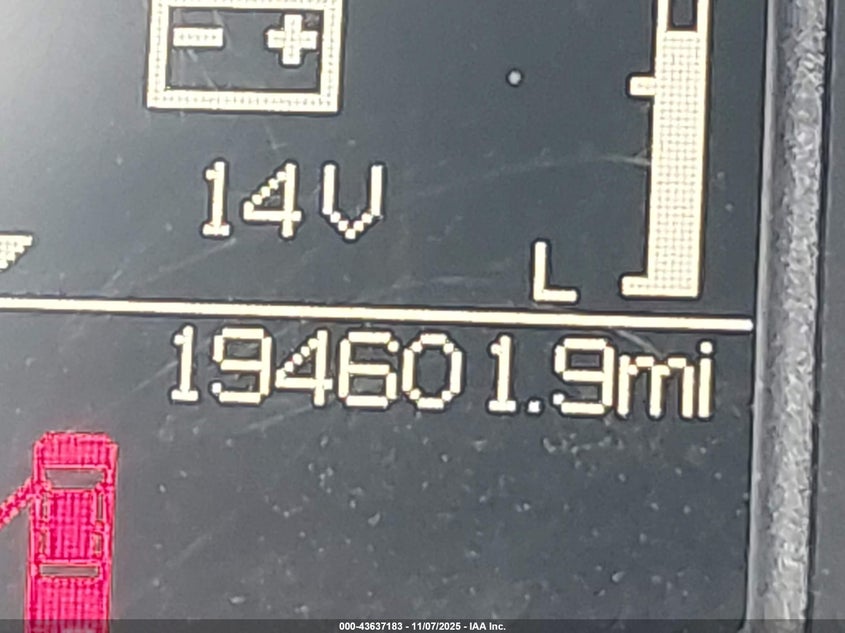 - +
14V
L
194601.9mi
000-43637183 - 11/07/2025 - IAA Inc.